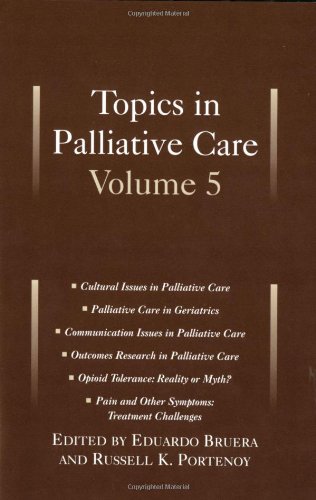 Topics in
Palliative Care
Volume 5
▪ Cultural Issues in Palliative Care
▪ Palliative Care in Geriatrics
▪ Communication Issues in Palliative Care
▪ Outcomes Research in Palliative Care
▪ Opioid Tolerance: Reality or Myth?
▪ Pain and Other Symptoms:
Treatment Challenges
EDITED BY EDUARDO BRUERA
AND RUSSELL K. PORTENOY